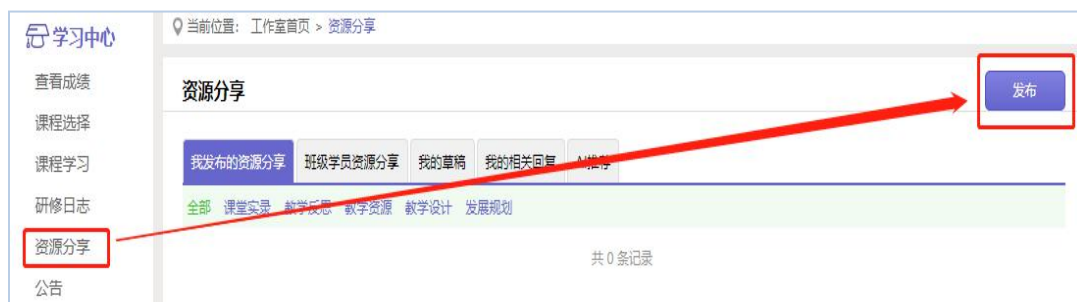 学习中心
查看成绩
课程选择
课程学习
研修日志
资源分享
公告
当前位置: 工作室首页 > 资源分享
资源分享
发布
我发布的资源分享 班级学员资源分享 我的草稿 我的相关回复 AI推荐
全部 课堂实录 教学反思 教学资源 教学设计 发展规划
共 0 条记录